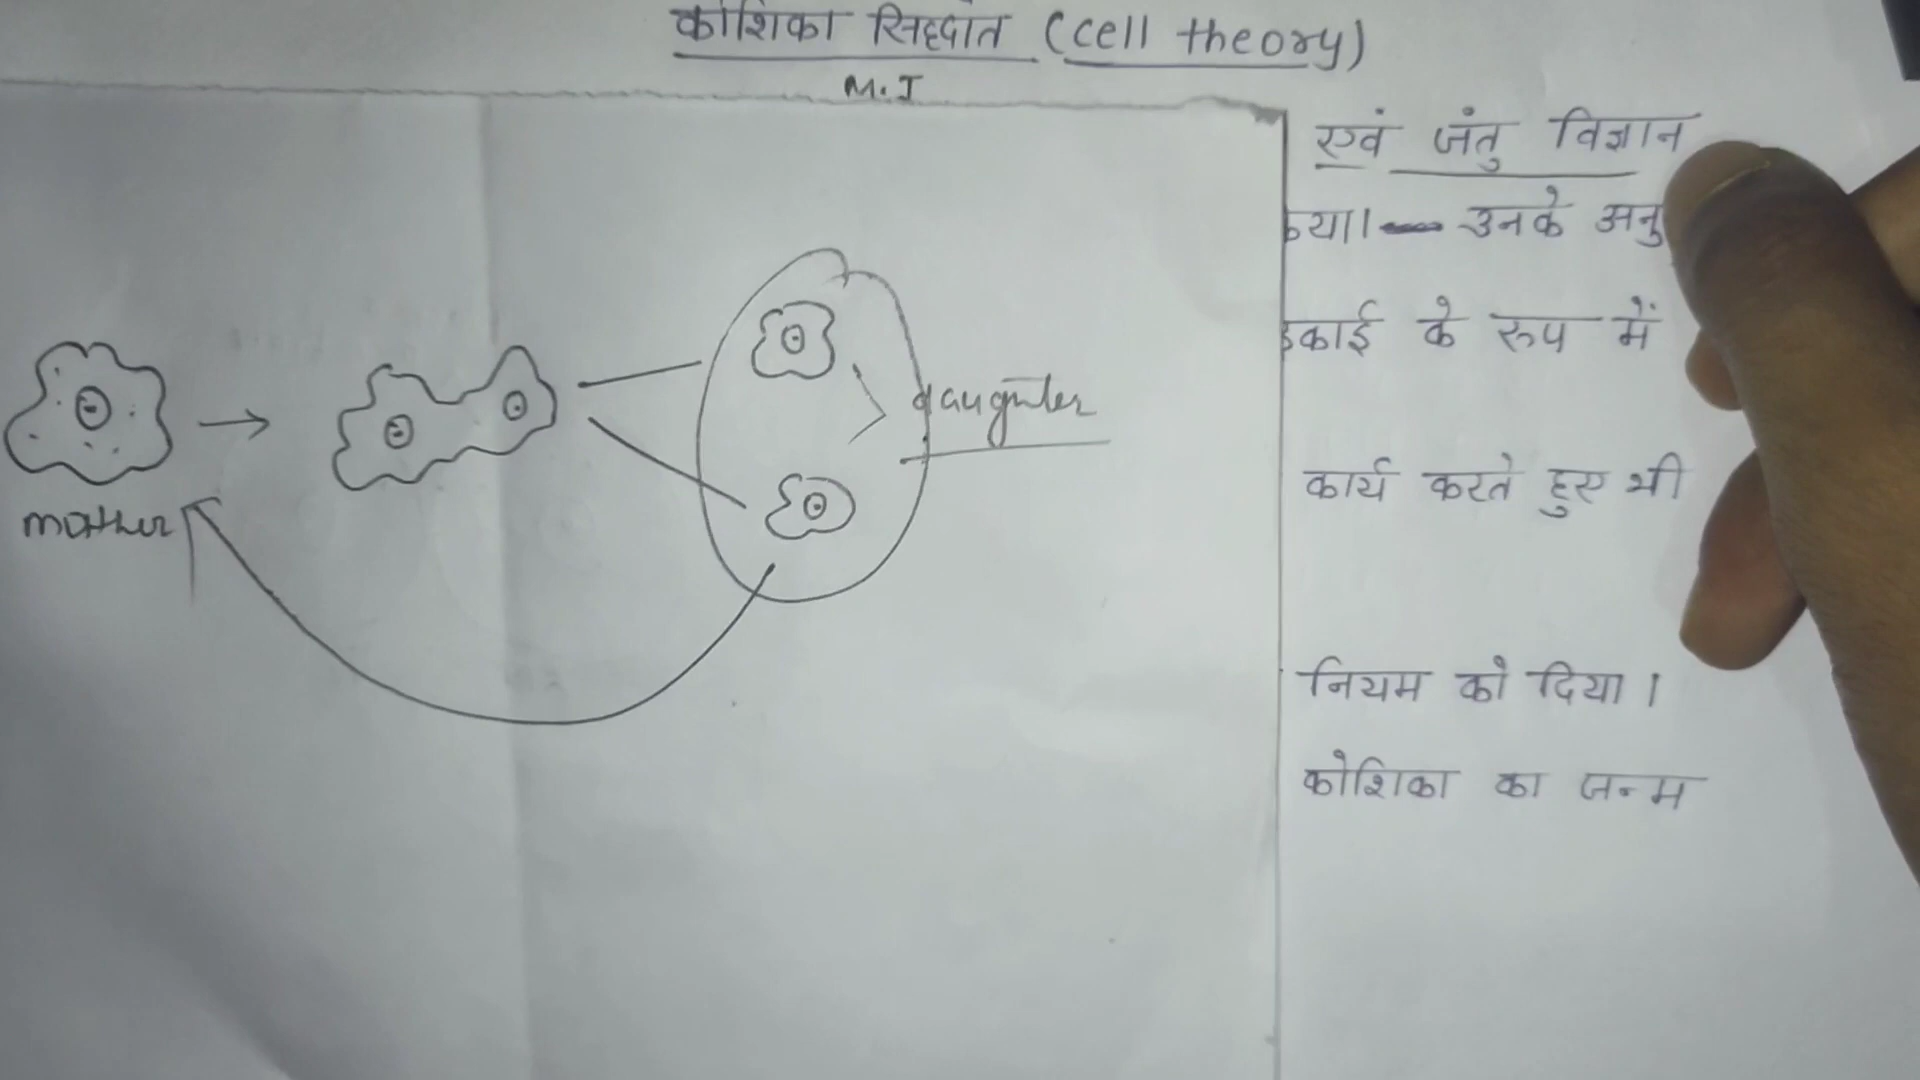 कोशिका सिद्धांत (cell theory)
M.J
एवं जंतु विज्ञान
उनके अनु
इकाई के रूप में
कार्य करते हुए भी
नियम को दिया।
कोशिका का जन्म
mother
daughter